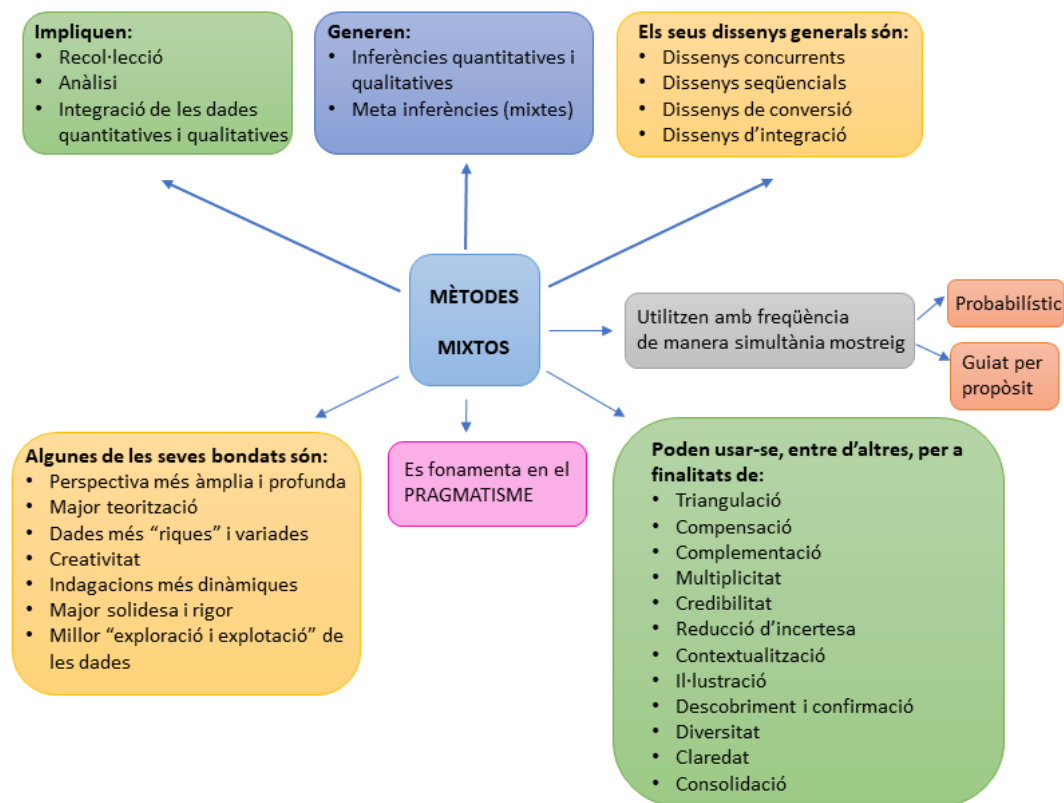 Impliquen:
• Recol·lecció
• Anàlisi
• Integració de les dades
quantitatives i qualitatives
Generen:
• Inferències quantitatives i
qualitatives
• Meta inferències (mixtes)
Els seus dissenys generals són:
• Dissenys concurrents
• Dissenys seqüencials
• Dissenys de conversió
• Dissenys d’integració
MÈTODES
MIXTOS
Utilitzen amb freqüència
de manera simultània mostreig
Probabilístic
Guiat per
propòsit
Algunes de les seves bondats són:
• Perspectiva més àmplia i profunda
• Major teorització
• Dades més “riques” i variades
• Creativitat
• Indagacions més dinàmiques
• Major solidesa i rigor
• Millor “exploració i explotació” de
les dades
Es fonamenta en el
PRAGMATISME
Poden usar-se, entre d’altres, per a
finalitats de:
• Triangulació
• Compensació
• Complementació
• Multiplicitat
• Credibilitat
• Reducció d’incertesa
• Contextualització
• Il·lustració
• Descobriment i confirmació
• Diversitat
• Claredat
• Consolidació